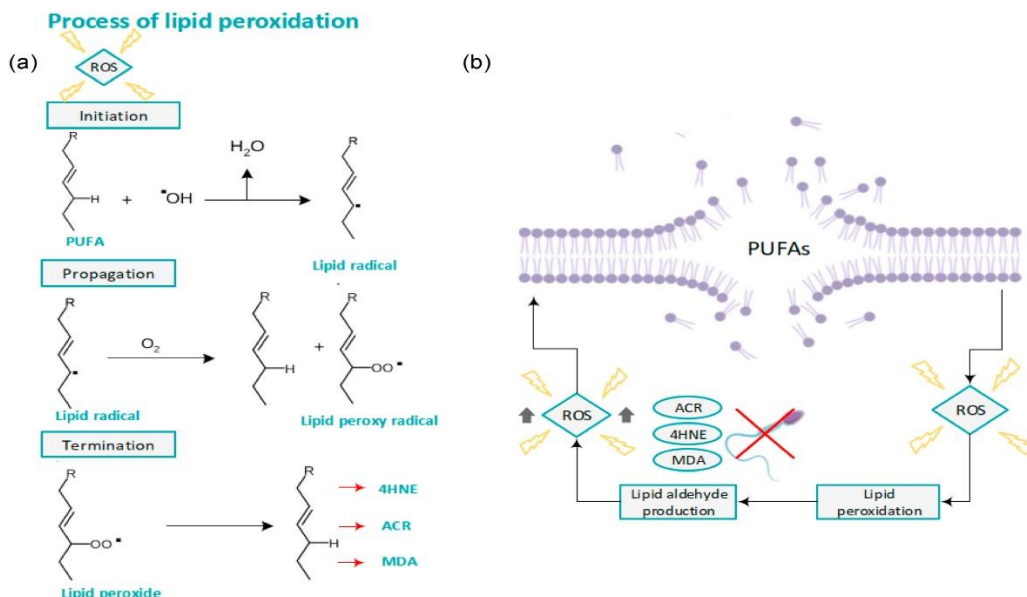 Process of lipid peroxidation
(a)
ROS
Initiation
R
H
PUFA
+
•OH
H2O
R
•
Lipid radical
Propagation
R
•
Lipid radical
O2
R
H
+
R
OO•
Lipid peroxy radical
Termination
R
OO•
Lipid peroxide
R
H
4HNE
ACR
MDA
(b)
PUFAs
ROS
ACR
4HNE
MDA
ROS
Lipid aldehyde
production
Lipid
peroxidation